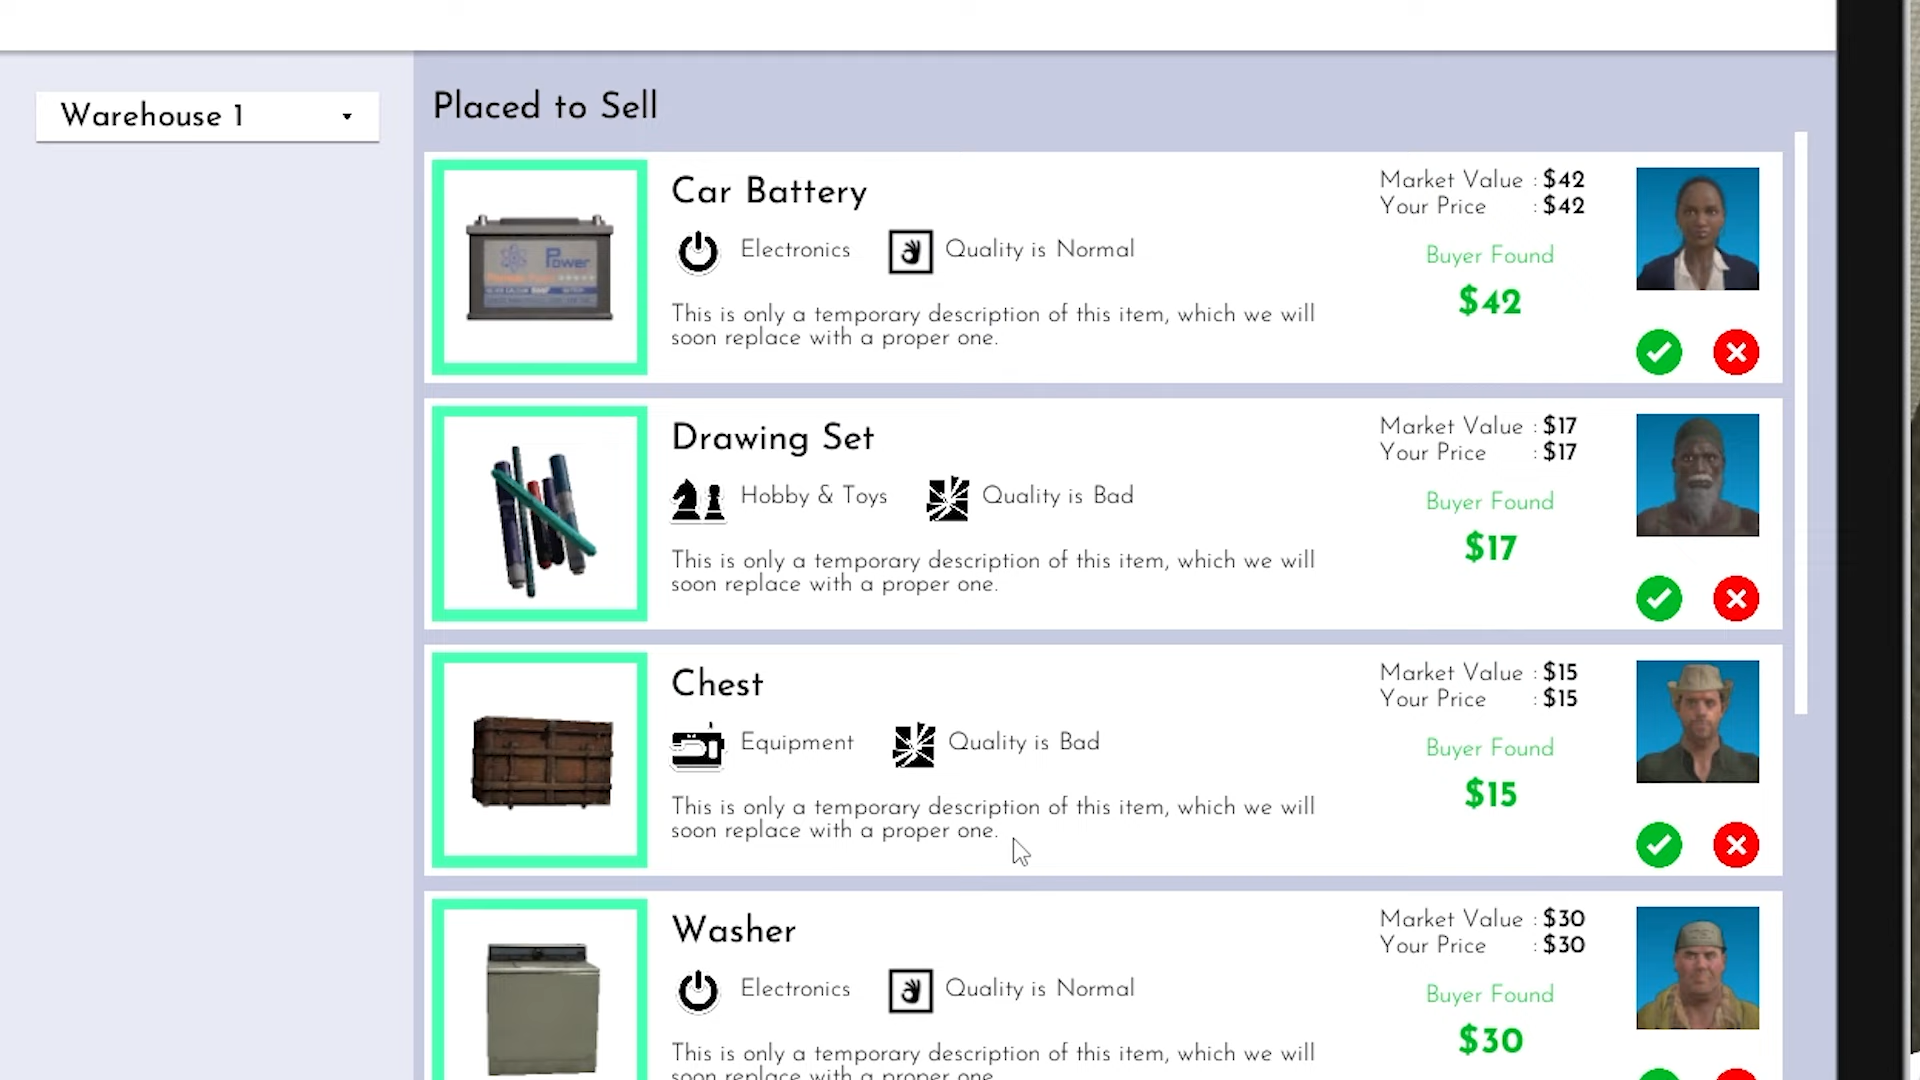 Warehouse 1
Placed to Sell
Car Battery
Electronics
Quality is Normal
This is only a temporary description of this item, which we will
soon replace with a proper one.
Market Value : $42
Your Price : $42
Buyer Found
$42
Power
Drawing Set
Hobby & Toys
Quality is Bad
This is only a temporary description of this item, which we will
soon replace with a proper one.
Market Value : $17
Your Price : $17
Buyer Found
$17
Chest
Equipment
Quality is Bad
This is only a temporary description of this item, which we will
soon replace with a proper one.
Market Value : $15
Your Price : $15
Buyer Found
$15
Washer
Electronics
Quality is Normal
This is only a temporary description of this item, which we will
soon replace with a proper one.
Market Value : $30
Your Price : $30
Buyer Found
$30